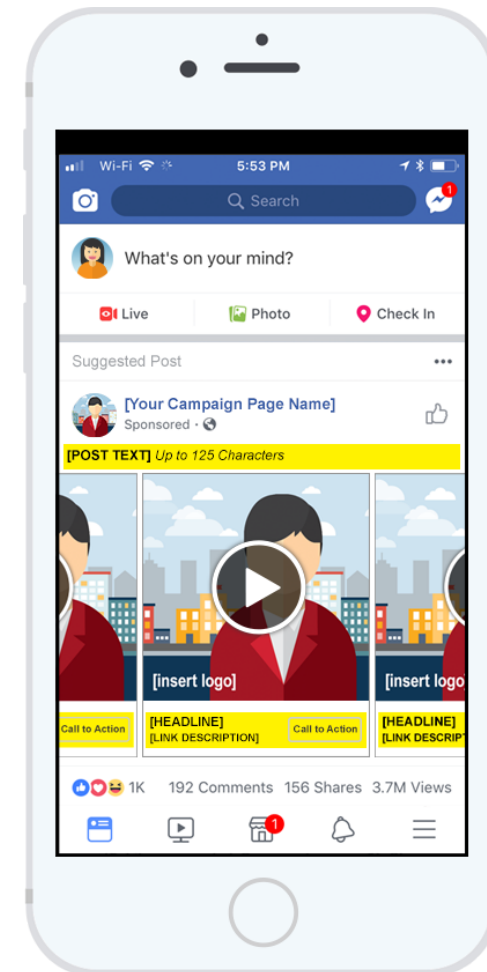 Wi-Fi 5:53 PM
1
Search
What's on your mind?
Live Photo Check In
Suggested Post
[Your Campaign Page Name]
Sponsored
[POST TEXT] Up to 125 Characters
[insert logo] [insert logo
Call to Action [HEADLINE] Call to Action [HEADLINE]
[LINK DESCRIPTION] [LINK DESCRIPT
1K 192 Comments 156 Shares 3.7M Views
1